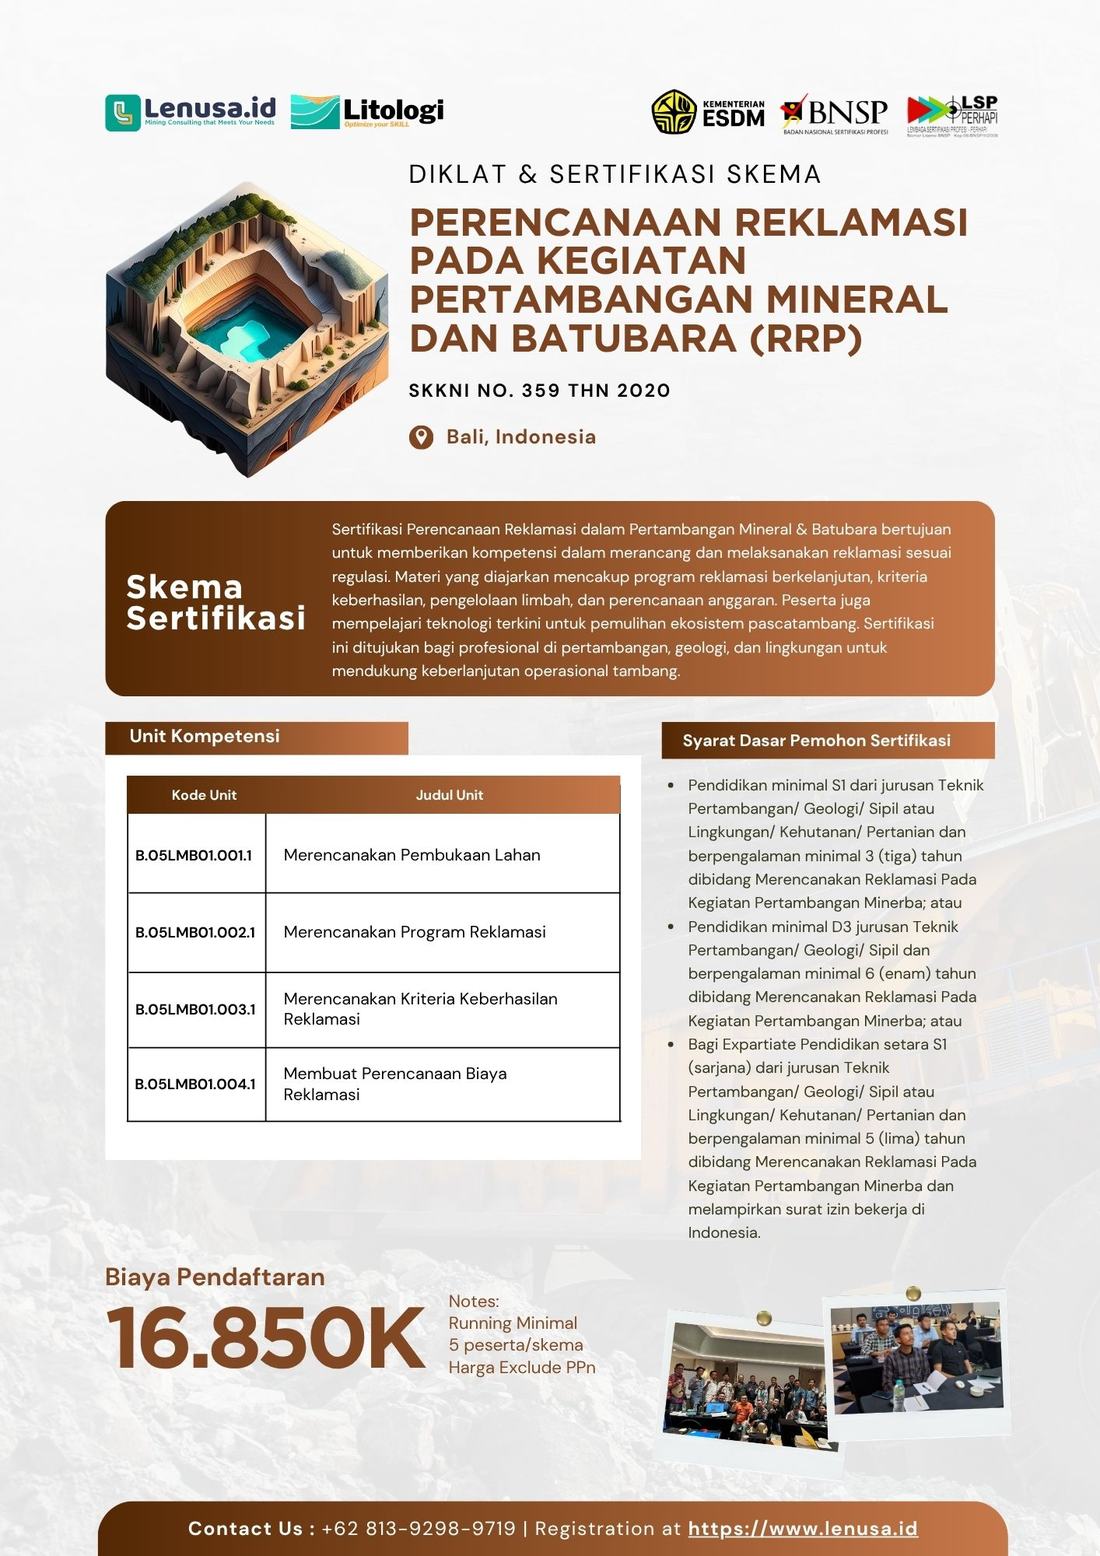 Lenusa.id
Mining Consulting that Meets Your Needs
Litologi
Optimize your SKILL
KEMENTERIAN
ESDM
BNSP
BADAN NASIONAL SERTIFIKASI PROFESI
LSP
PERHAPI
LEMBAGA SERTIFIKASI PROFESI - PERHAPI
DIKLAT & SERTIFIKASI SKEMA
PERENCANAAN REKLAMASI
PADA KEGIATAN
PERTAMBANGAN MINERAL
DAN BATUBARA (RRP)
SKKNI NO. 359 THN 2020
Bali, Indonesia
Skema
Sertifikasi
Sertifikasi Perencanaan Reklamasi dalam Pertambangan Mineral & Batubara bertujuan
untuk memberikan kompetensi dalam merancang dan melaksanakan reklamasi sesuai
regulasi. Materi yang diajarkan mencakup program reklamasi berkelanjutan, kriteria
keberhasilan, pengelolaan limbah, dan perencanaan anggaran. Peserta juga
mempelajari teknologi terkini untuk pemulihan ekosistem pascatambang. Sertifikasi
ini ditujukan bagi profesional di pertambangan, geologi, dan lingkungan untuk
mendukung keberlanjutan operasional tambang.
Unit Kompetensi
Kode Unit Judul Unit
B.05LMB01.001.1 Merencanakan Pembukaan Lahan
B.05LMB01.002.1 Merencanakan Program Reklamasi
B.05LMB01.003.1 Merencanakan Kriteria Keberhasilan
Reklamasi
B.05LMB01.004.1 Membuat Perencanaan Biaya
Reklamasi
Syarat Dasar Pemohon Sertifikasi
• Pendidikan minimal S1 dari jurusan Teknik
Pertambangan/ Geologi/ Sipil atau
Lingkungan/ Kehutanan/ Pertanian dan
berpengalaman minimal 3 (tiga) tahun
dibidang Merencanakan Reklamasi Pada
Kegiatan Pertambangan Minerba; atau
• Pendidian minimal D3 jurusan Teknik
Pertambangan/ Geologi/ Sipil dan
berpengalaman minimal 6 (enam) tahun
dibidang Merencanakan Reklamasi Pada
Kegiatan Pertambangan Minerba; atau
• Bagi Expartiate Pendidikan setara S1
(sarjana) dari jurusan Teknik
Pertambangan/ Geologi/ Sipil atau
Lingkungan/ Kehutanan/ Pertanian dan
berpengalaman minimal 5 (lima) tahun
dibidang Merencanakan Reklamasi Pada
Kegiatan Pertambangan Minerba dan
melampirkan surat izin bekerja di
Indonesia.
Biaya Pendaftaran
16.850K
Notes:
Running Minimal
5 peserta/skema
Harga Exclude PPn
Contact Us : +62 813-9298-9719 | Registration at https://www.lenusa.id